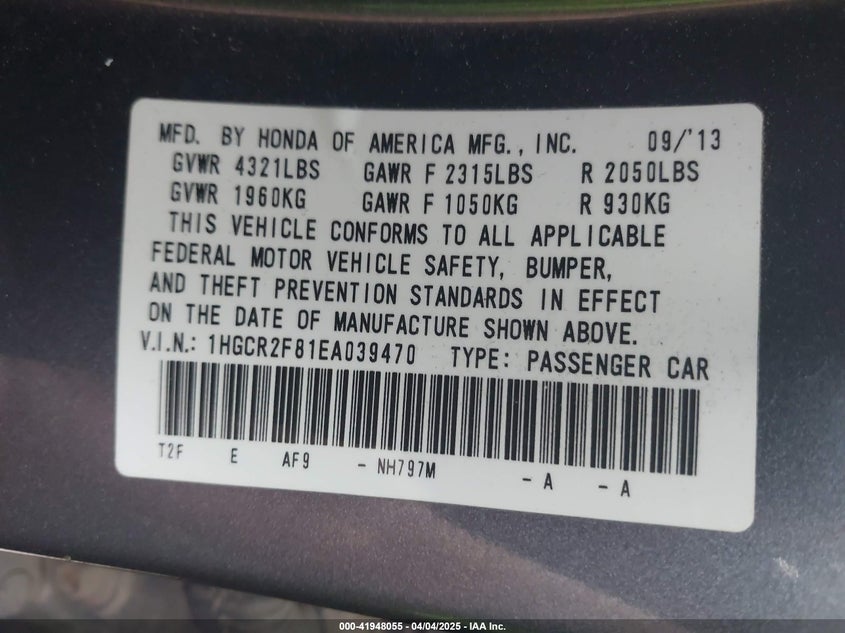 MFD. BY HONDA OF AMERICA MFG., INC. 09/'13
GVWR 4321LBS GAWR F 2315LBS R 2050LBS
GVWR 1960KG GAWR F 1050KG R 930KG
THIS VEHICLE CONFORMS TO ALL APPLICABLE
FEDERAL MOTOR VEHICLE SAFETY, BUMPER,
AND THEFT PREVENTION STANDARDS IN EFFECT
ON THE DATE OF MANUFACTURE SHOWN ABOVE.
V.I.N.: 1HGCR2F81EA039470 TYPE: PASSENGER CAR
T2F E AF9 - NH797M - A - A
000-41948055 - 04/04/2025 - IAA Inc.